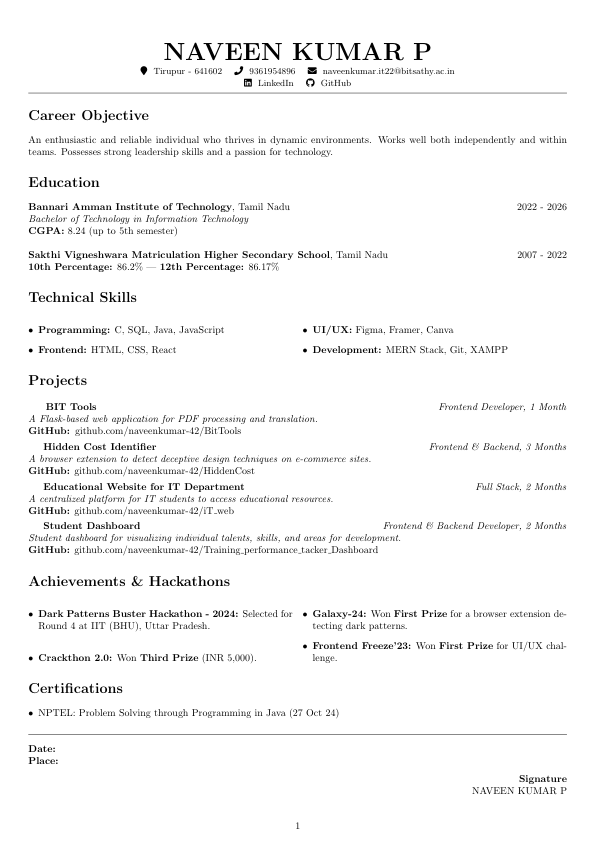 NAVEEN KUMAR P
Tirupur - 641602 9361954896 naveenkumar.it22@bitsathy.ac.in
LinkedIn GitHub
Career Objective
An enthusiastic and reliable individual who thrives in dynamic environments. Works well both independently and within
teams. Possesses strong leadership skills and a passion for technology.
Education
Bannari Amman Institute of Technology, Tamil Nadu 2022 - 2026
Bachelor of Technology in Information Technology
CGPA: 8.24 (up to 5th semester)
Sakthi Vigneshwara Matriculation Higher Secondary School, Tamil Nadu 2007 - 2022
10th Percentage: 86.2% — 12th Percentage: 86.17%
Technical Skills
• Programming: C, SQL, Java, JavaScript
• Frontend: HTML, CSS, React
• UI/UX: Figma, Framer, Canva
• Development: MERN Stack, Git, XAMPP
Projects
BIT Tools Frontend Developer, 1 Month
A Flask-based web application for PDF processing and translation.
GitHub: github.com/naveenkumar-42/BitTools
Hidden Cost Identifier Frontend & Backend, 3 Months
A browser extension to detect deceptive design techniques on e-commerce sites.
GitHub: github.com/naveenkumar-42/HiddenCost
Educational Website for IT Department Full Stack, 2 Months
A centralized platform for IT students to access educational resources.
GitHub: github.com/naveenkumar-42/iT_web
Student Dashboard Frontend & Backend Developer, 2 Months
Student dashboard for visualizing individual talents, skills, and areas for development.
GitHub: github.com/naveenkumar-42/Training_performance_tacker_Dashboard
Achievements & Hackathons
• Dark Patterns Buster Hackathon - 2024: Selected for
Round 4 at IIT (BHU), Uttar Pradesh.
• Crackthon 2.0: Won Third Prize (INR 5,000).
• Galaxy-24: Won First Prize for a browser extension de-
tecting dark patterns.
• Frontend Freeze'23: Won First Prize for UI/UX chal-
lenge.
Certifications
• NPTEL: Problem Solving through Programming in Java (27 Oct 24)
Date:
Place:
Signature
NAVEEN KUMAR P
1